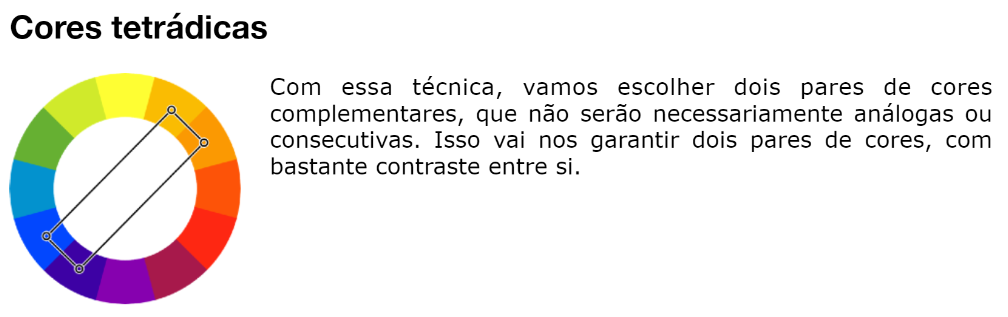 Cores tetrádicas
Com essa técnica, vamos escolher dois pares de cores
complementares, que não serão necessariamente análogas ou
consecutivas. Isso vai nos garantir dois pares de cores, com
bastante contraste entre si.